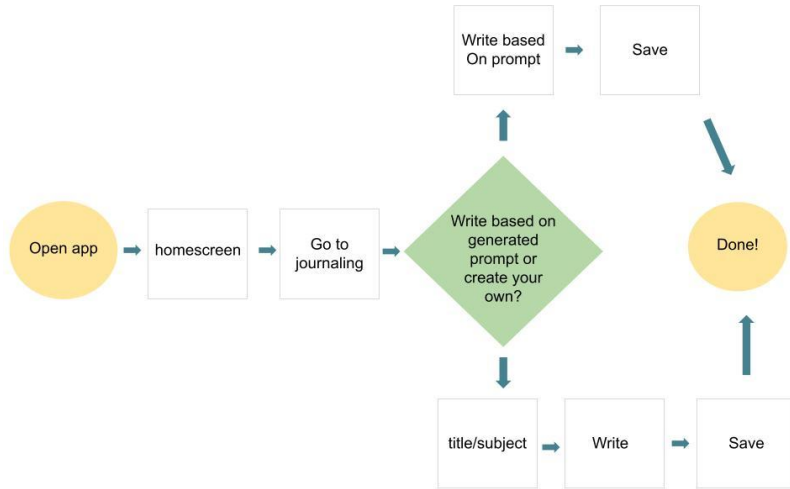 Write based
On prompt
Save
Open app
homescreen
Go to
journaling
Write based on
generated
prompt or
create your
own?
Done!
title/subject
Write
Save